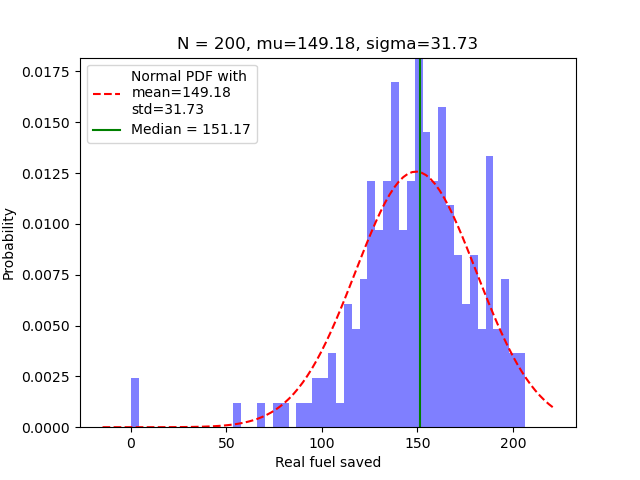 N = 200, mu=149.18, sigma=31.73
Normal PDF with
mean=149.18
std=31.73
Median = 151.17
0.0175
0.0150
0.0125
0.0100
0.0075
0.0050
0.0025
0.0000
Probability
0 50 100 150 200
Real fuel saved